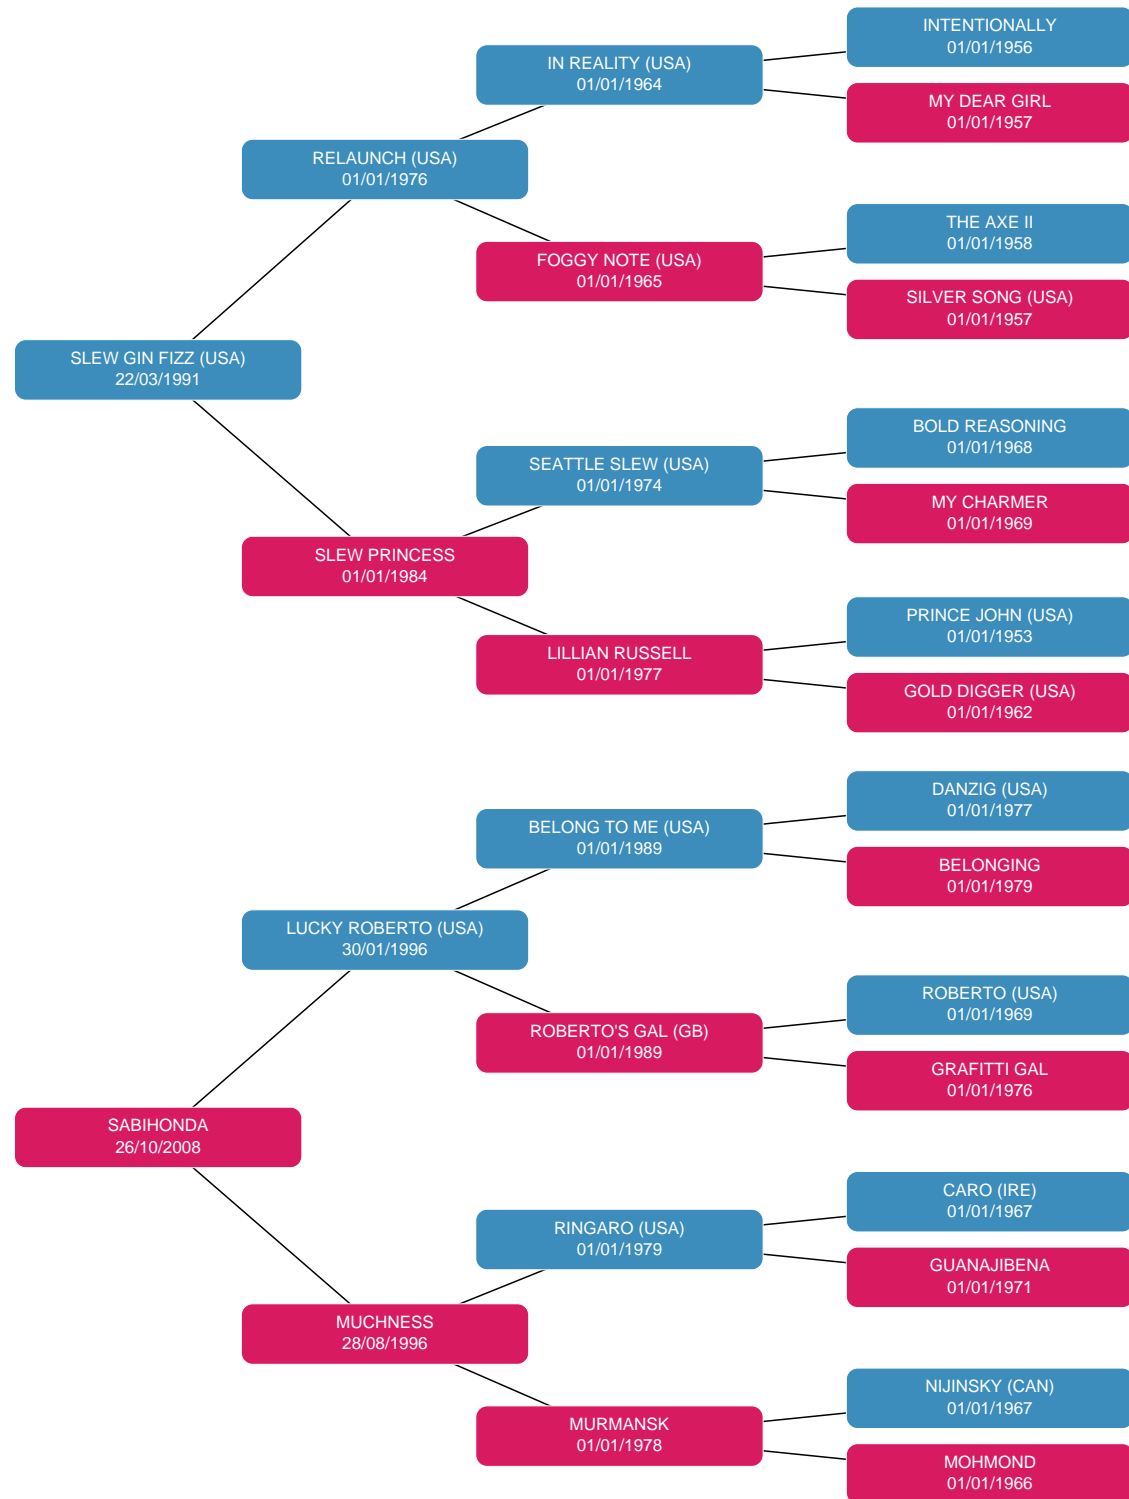 INTENTIONALLY
01/01/1956
IN REALITY (USA)
01/01/1964
MY DEAR GIRL
01/01/1957
RELAUNCH (USA)
01/01/1976
THE AXE II
01/01/1958
FOGGY NOTE (USA)
01/01/1965
SILVER SONG (USA)
01/01/1957
SLEW GIN FIZZ (USA)
22/03/1991
BOLD REASONING
01/01/1968
SEATTLE SLEW (USA)
01/01/1974
MY CHARMER
01/01/1969
SLEW PRINCESS
01/01/1984
PRINCE JOHN (USA)
01/01/1953
LILLIAN RUSSELL
01/01/1977
GOLD DIGGER (USA)
01/01/1962
DANZIG (USA)
01/01/1977
BELONG TO ME (USA)
01/01/1989
BELONGING
01/01/1979
LUCKY ROBERTO (USA)
30/01/1996
ROBERTO (USA)
01/01/1969
ROBERTO'S GAL (GB)
01/01/1989
GRAFITTI GAL
01/01/1976
SABIHONDA
26/10/2008
CARO (IRE)
01/01/1967
RINGARO (USA)
01/01/1979
GUANAJIBENA
01/01/1971
MUCHNESS
28/08/1996
NIJINSKY (CAN)
01/01/1967
MURMANSK
01/01/1978
MOHMOND
01/01/1966